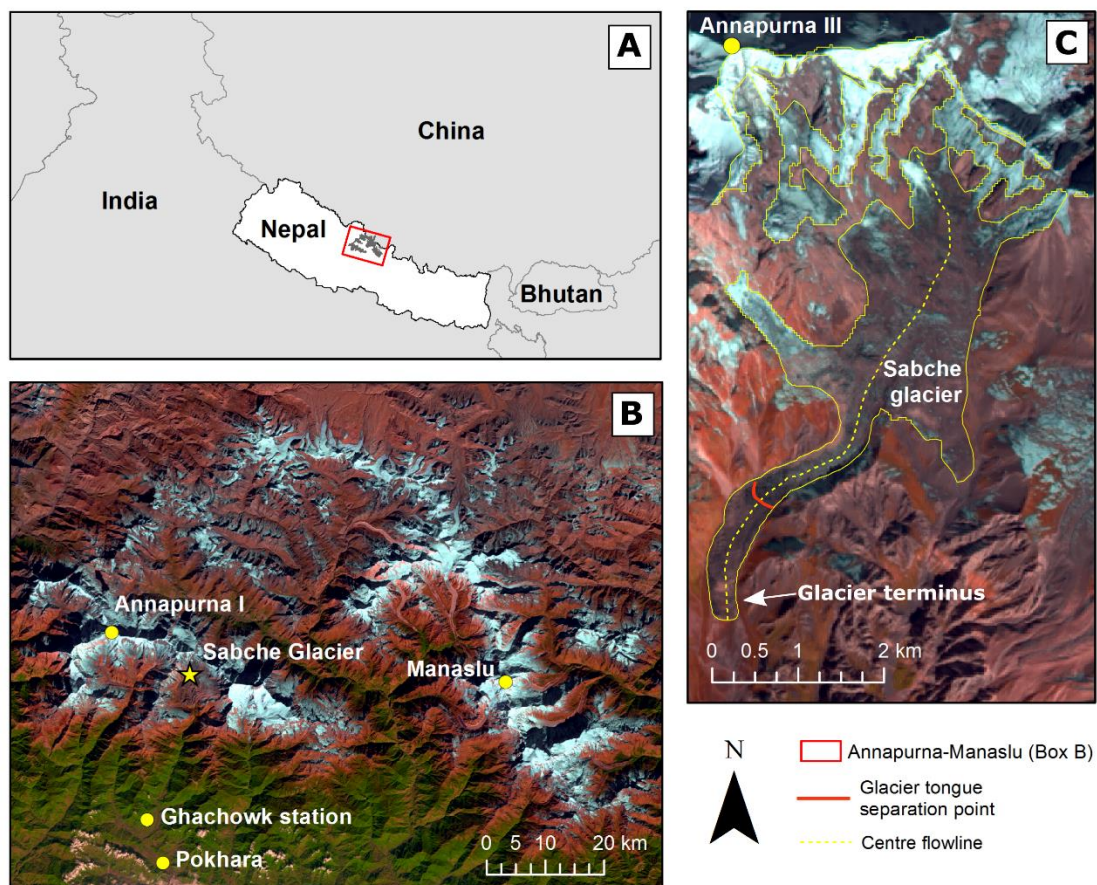 A
China
India
Nepal
Bhutan
B
Annapurna I
Sabche Glacier
Manaslu
Ghachowk station
Pokhara
0 10 20 km
Annapurna III
C
Sabche
glacier
Glacier terminus
0 0.5 1 2 km
N
Annapurna-Manaslu (Box B)
Glacier tongue
separation point
Centre flowline